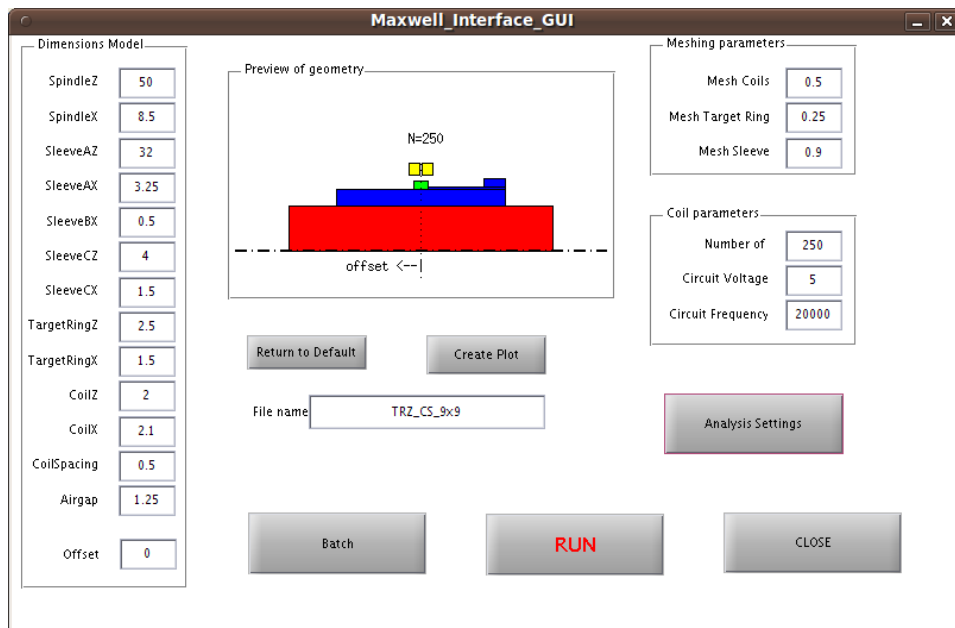 Maxwell_Interface_GUI
Dimensions Model
SpindleZ 50
SpindleX 8.5
SleeveAZ 32
SleeveAX 3.25
SleeveBX 0.5
SleeveCZ 4
SleeveCX 1.5
TargetRingZ 2.5
TargetRingX 1.5
CoilZ 2
CoilX 2.1
CoilSpacing 0.5
Airgap 1.25
Offset 0
Preview of geometry
N=250
offset <--|
Return to Default
Create Plot
File name TRZ_CS_9x9
Meshing parameters
Mesh Coils 0.5
Mesh Target Ring 0.25
Mesh Sleeve 0.9
Coil parameters
Number of 250
Circuit Voltage 5
Circuit Frequency 20000
Analysis Settings
Batch
RUN
CLOSE